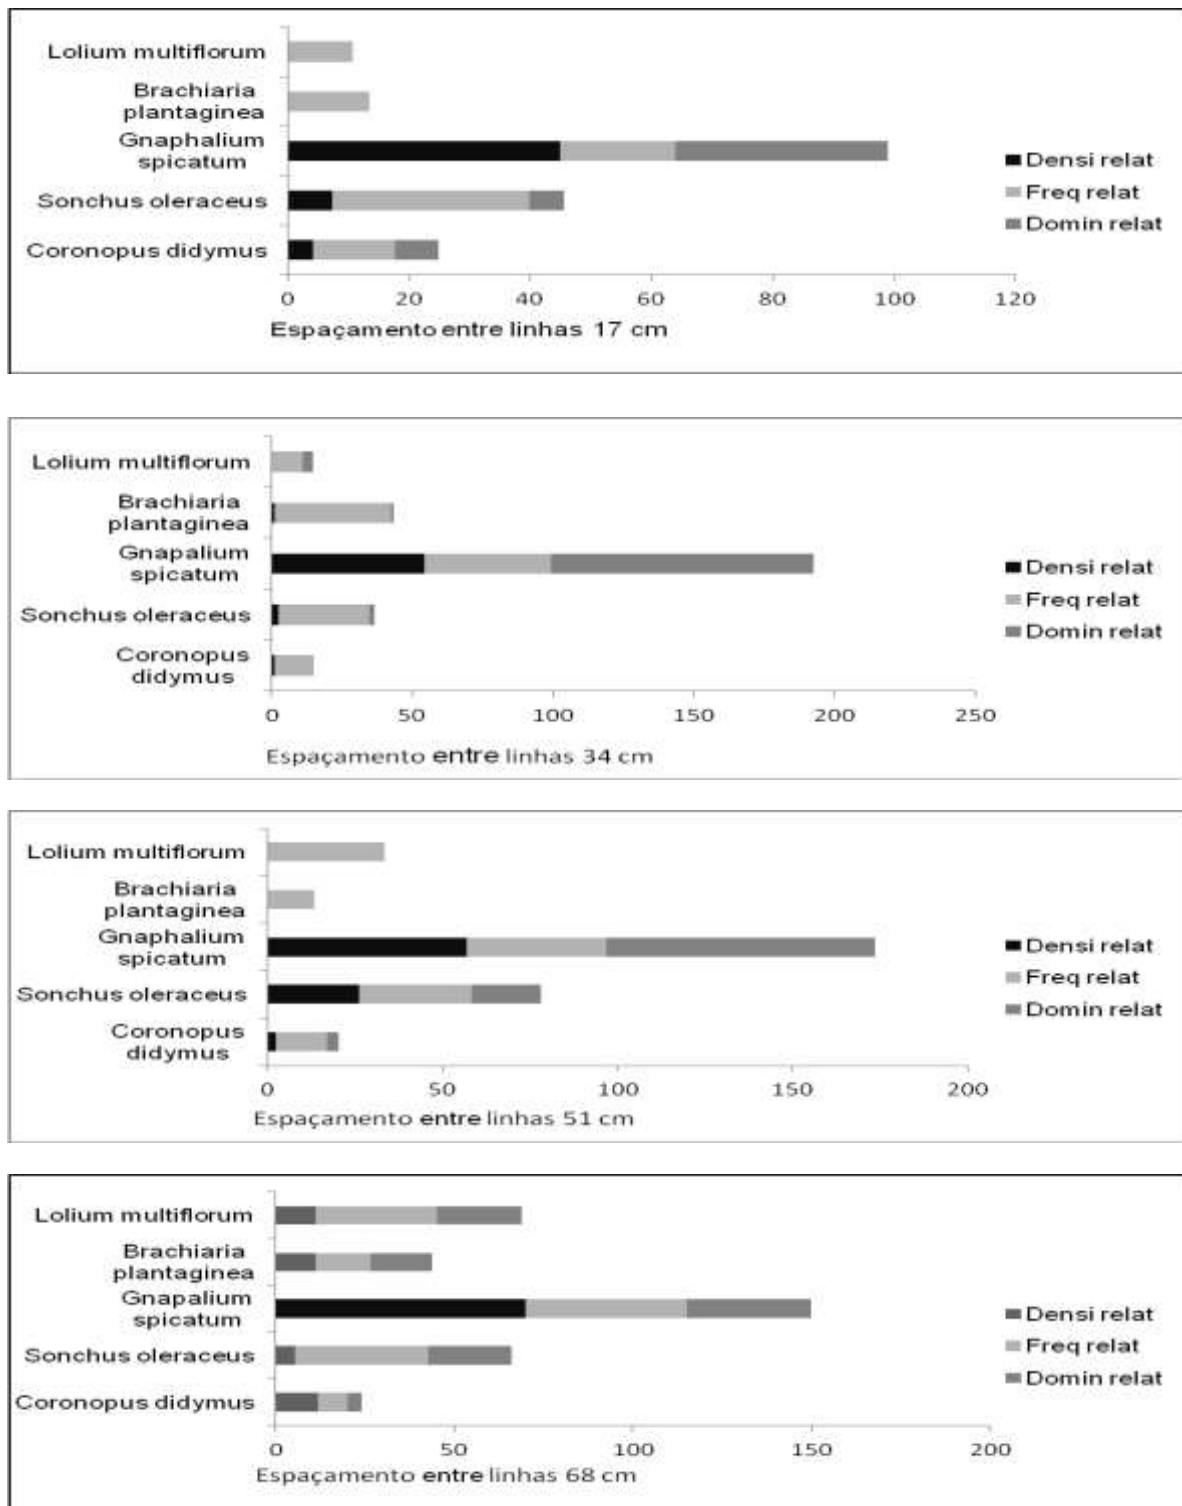 Lolium multiflorum
Brachiaria
plantaginea
Gnaphalium
spicatum
Sonchus oleraceus
Coronopus didymus
Densi relat
Freq relat
Domin relat
0 20 40 60 80 100 120
Espaçamento entre linhas 17 cm
Lolium multiflorum
Brachiaria
plantaginea
Gnapalium
spicatum
Sonchus oleraceus
Coronopus
didymus
Densi relat
Freq relat
Domin relat
0 50 100 150 200 250
Espaçamento entre linhas 34 cm
Lolium multiflorum
Brachiaria
plantaginea
Gnaphalium
spicatum
Sonchus oleraceus
Coronopus
didymus
Densi relat
Freq relat
Domin relat
0 50 100 150 200
Espaçamento entre linhas 51 cm
Lolium multiflorum
Brachiaria
plantaginea
Gnapalium
spicatum
Sonchus oleraceus
Coronopus didymus
Densi relat
Freq relat
Domin relat
0 50 100 150 200
Espaçamento entre linhas 68 cm